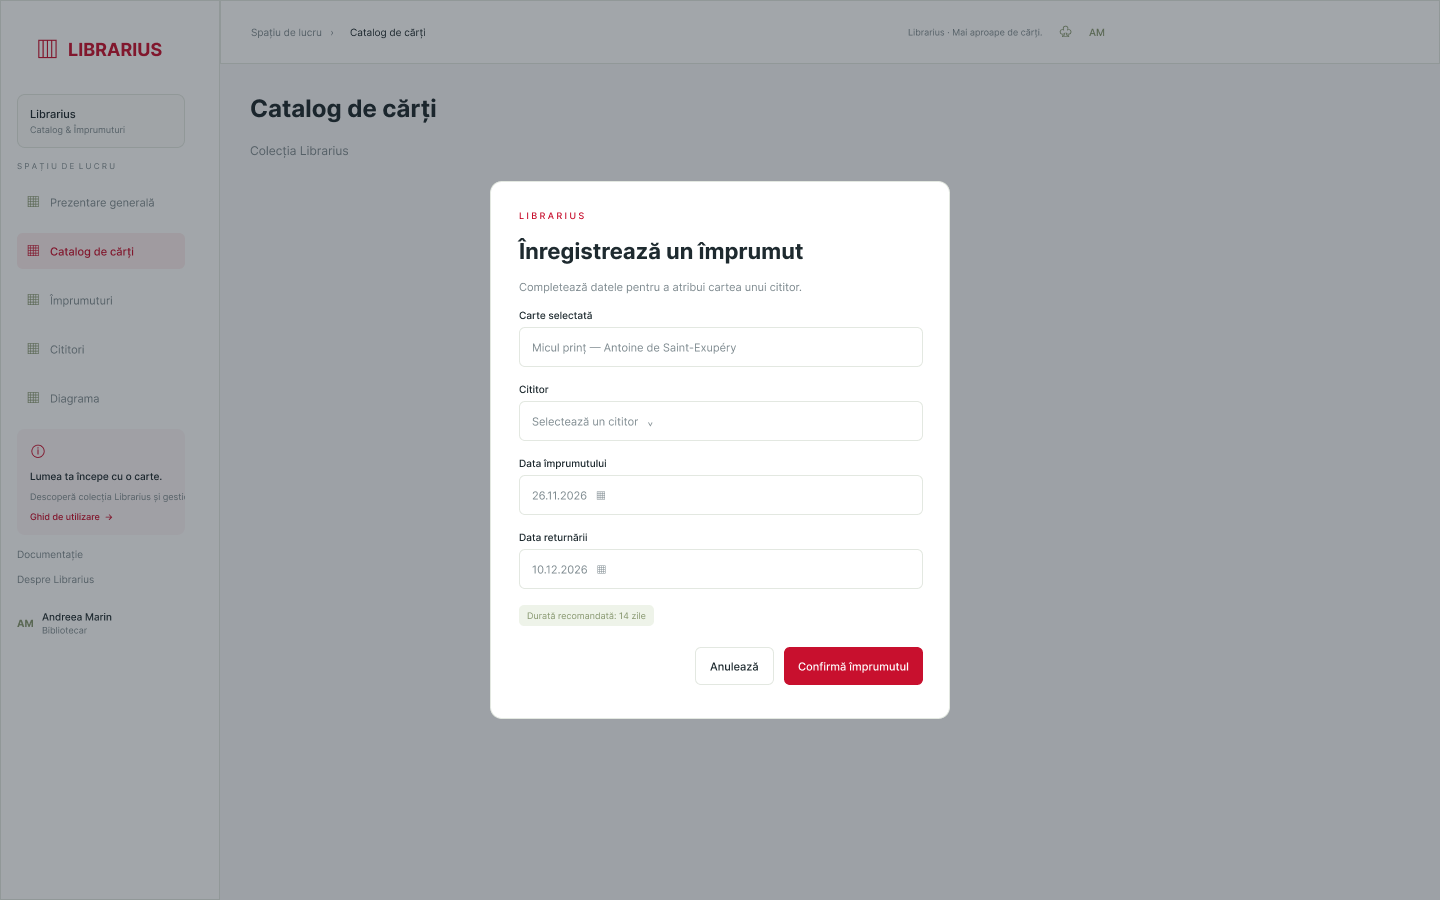 LIBRARIUS
Librarius
Catalog & Împrumuturi
SPAȚIU DE LUCRU
Prezentare generală
Catalog de cărți
Împrumuturi
Cititori
Diagrama
Lumea ta începe cu o carte.
Descoperă colecția Librarius și gesti
Ghid de utilizare →
Documentație
Despre Librarius
AM
Andreea Marin
Bibliotecar
Spațiu de lucru › Catalog de cărți
Librarius · Mai aproape de cărți.
AM
Catalog de cărți
Colecția Librarius
LIBRARIUS
Înregistrează un împrumut
Completează datele pentru a atribui cartea unui cititor.
Carte selectată
Micul prinț — Antoine de Saint-Exupéry
Cititor
Selectează un cititor
Data împrumutului
26.11.2026
Data returnării
10.12.2026
Durată recomandată: 14 zile
Anulează
Confirmă împrumutul